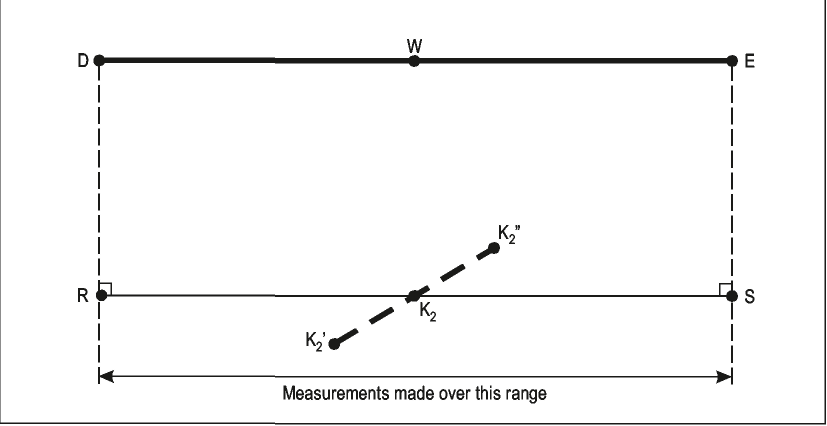 W
D E
K₂”
R S
K₂
K₂’
Measurements made over this range